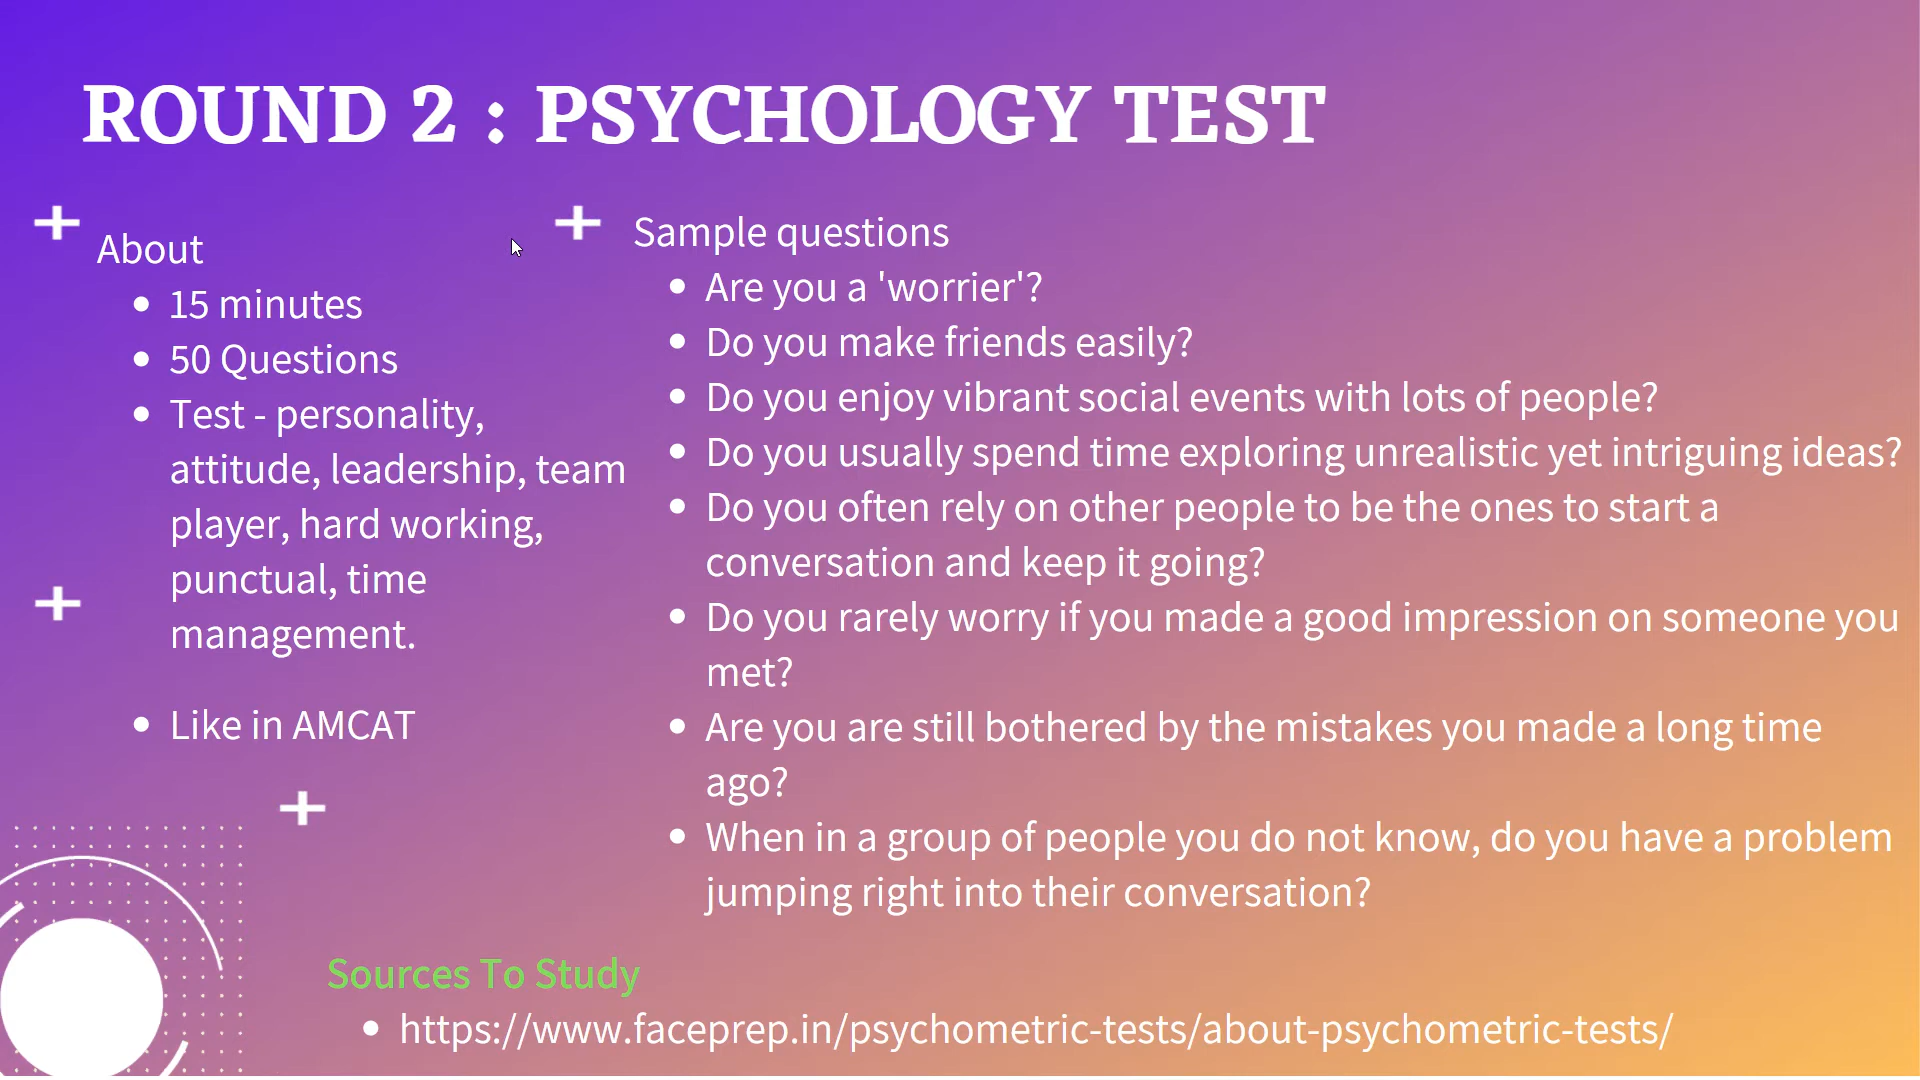 ROUND 2 : PSYCHOLOGY TEST
About
15 minutes
50 Questions
Test - personality,
attitude, leadership, team
player, hard working,
punctual, time
management.
Like in AMCAT
Sample questions
Are you a 'worrier'?
Do you make friends easily?
Do you enjoy vibrant social events with lots of people?
Do you usually spend time exploring unrealistic yet intriguing ideas?
Do you often rely on other people to be the ones to start a
conversation and keep it going?
Do you rarely worry if you made a good impression on someone you
met?
Are you are still bothered by the mistakes you made a long time
ago?
When in a group of people you do not know, do you have a problem
jumping right into their conversation?
Sources To Study
https://www.faceprep.in/psychometric-tests/about-psychometric-tests/